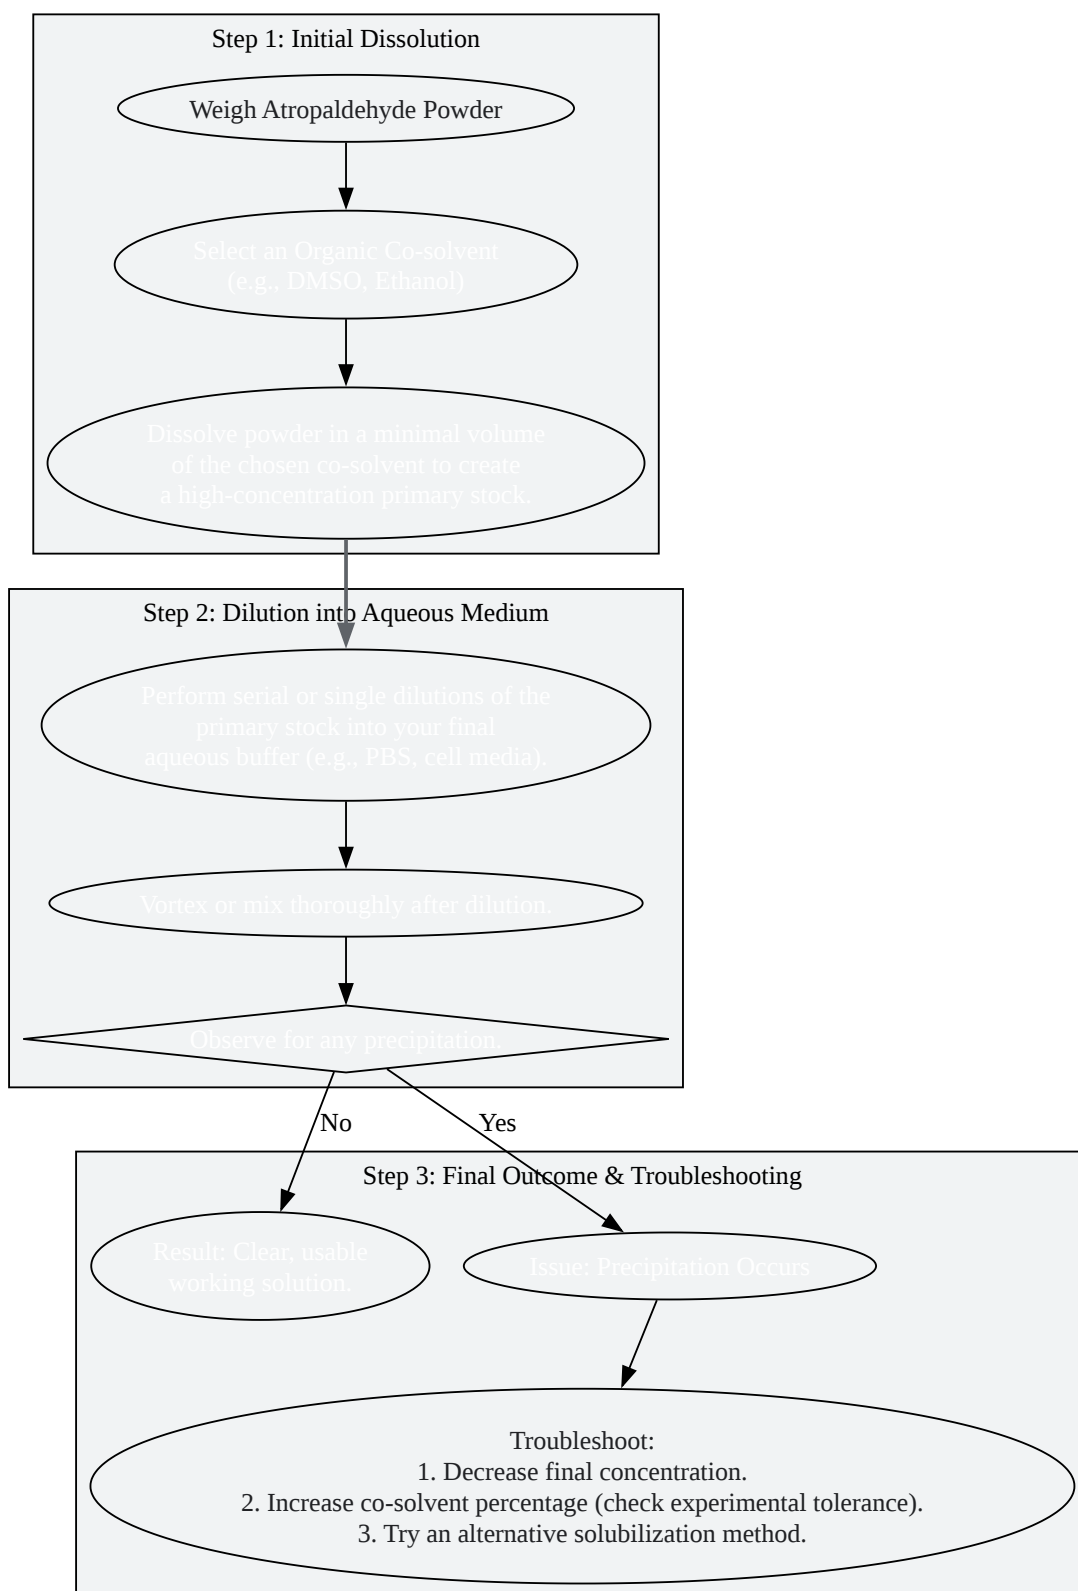 Step 1: Initial Dissolution
Weigh Atropaldehyde Powder
Select an Organic Co-solvent
(e.g., DMSO, Ethanol)
Dissolve powder in a minimal volume
of the chosen co-solvent to create
a high-concentration primary stock.
Step 2: Dilution into Aqueous Medium
Perform serial or single dilutions of the
primary stock into your final
aqueous buffer (e.g., PBS, cell media).
Vortex or mix thoroughly after dilution.
Observe for any precipitation.
No
Yes
Step 3: Final Outcome & Troubleshooting
Result: Clear, usable
working solution.
Issue: Precipitation Occurs
Troubleshoot:
1. Decrease final concentration.
2. Increase co-solvent percentage (check experimental tolerance).
3. Try an alternative solubilization method.